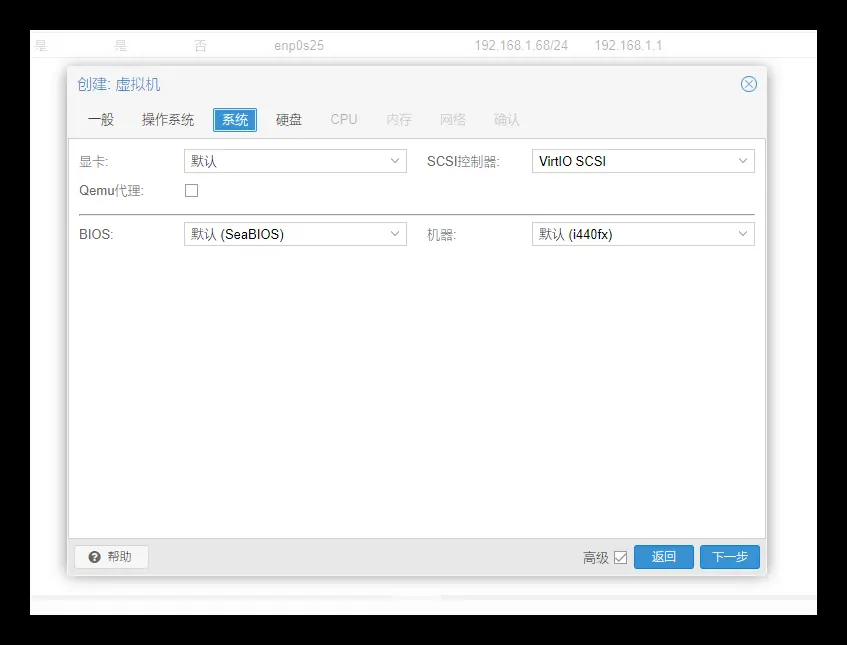 是 是 否 enp0s25 192.168.1.68/24 192.168.1.1
创建: 虚拟机
一般 操作系统 系统 硬盘 CPU 内存 网络 确认
显卡: 默认 SCSI控制器: VirtIO SCSI
Qemu代理:
BIOS: 默认 (SeaBIOS) 机器: 默认 (i440fx)
帮助 高级 返回 下一步